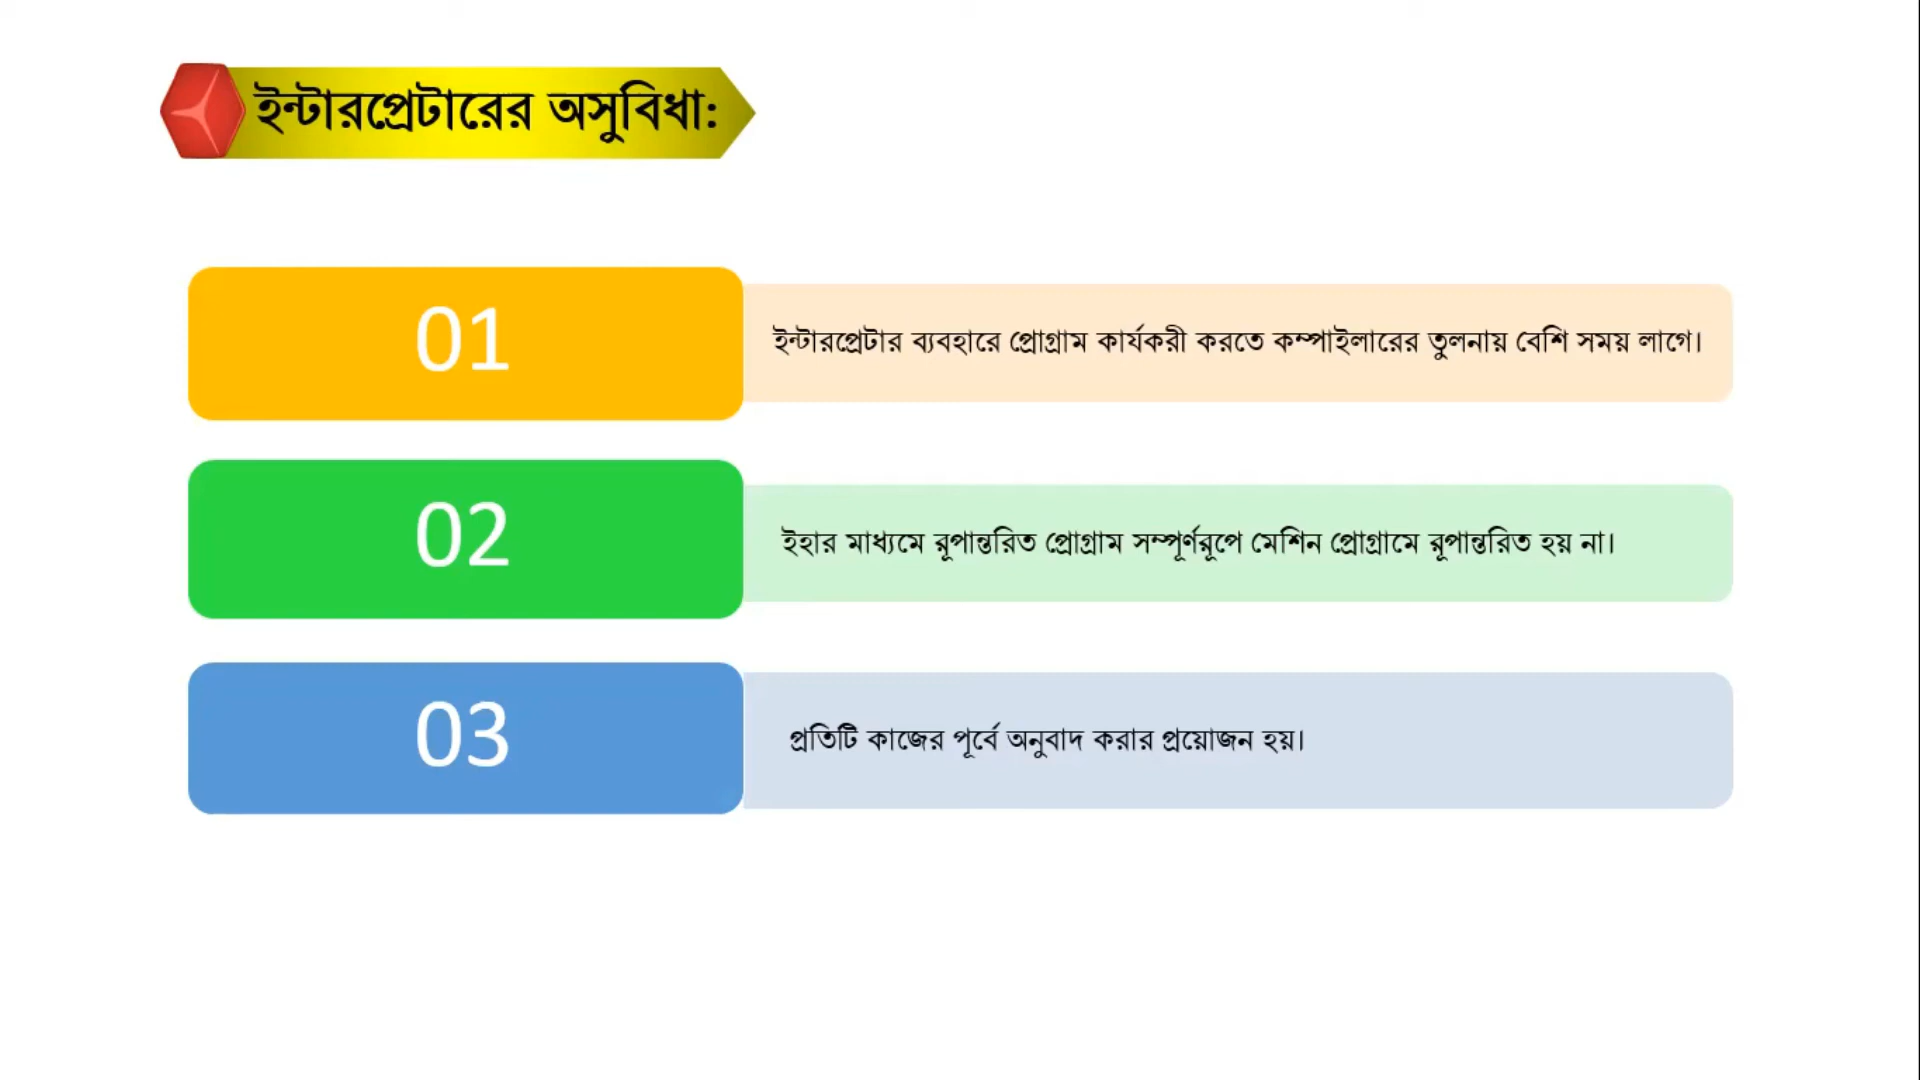 ইন্টারপ্রেটারের অসুবিধা:
01
ইন্টারপ্রেটার ব্যবহারে প্রোগ্রাম কার্যকরী করতে কম্পাইলারের তুলনায় বেশি সময় লাগে।
02
ইহার মাধ্যমে রূপান্তরিত প্রোগ্রাম সম্পূর্ণরূপে মেশিন প্রোগ্রামে রূপান্তরিত হয় না।
03
প্রতিটি কাজের পূর্বে অনুবাদ করার প্রয়োজন হয়।